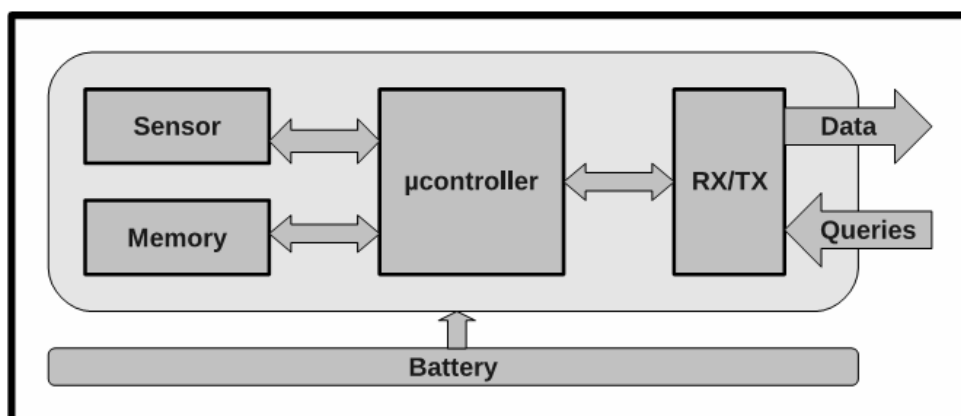 Sensor
Memory
µcontroller
RX/TX
Data
Queries
Battery